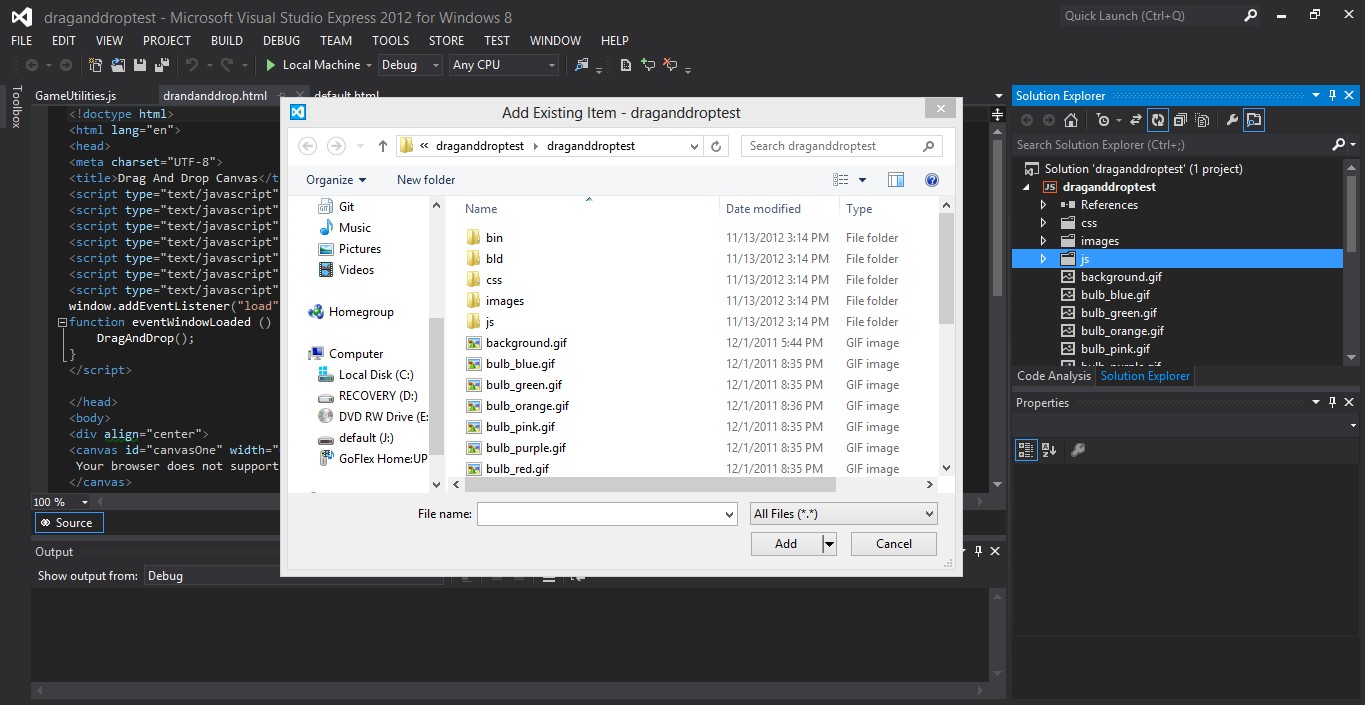 draganddroptest - Microsoft Visual Studio Express 2012 for Windows 8
Quick Launch (Ctrl+Q)
FILE EDIT VIEW PROJECT BUILD DEBUG TEAM TOOLS STORE TEST WINDOW HELP
Local Machine Debug Any CPU
Toolbox
GameUtilities.js drandanddrop.html default.html
<!doctype html>
<html lang="en">
<head>
<meta charset="UTF-8">
<title>Drag And Drop Canvas</t
<script type="text/javascript"
<script type="text/javascript"
<script type="text/javascript"
<script type="text/javascript"
<script type="text/javascript"
<script type="text/javascript"
<script type="text/javascript"
window.addEventListener("load"
function eventWindowLoaded ()
DragAndDrop();
}
</script>
</head>
<body>
<div align="center">
<canvas id="canvasOne" width="
Your browser does not support
</canvas>
100 %
Source
Output
Show output from: Debug
Add Existing Item - draganddroptest
« draganddroptest draganddroptest
Search draganddroptest
Organize New folder
Git
Music
Pictures
Videos
Homegroup
Computer
Local Disk (C:)
RECOVERY (D:)
DVD RW Drive (E:
default (J:)
GoFlex Home:UP
Name Date modified Type
bin 11/13/2012 3:14 PM File folder
bld 11/13/2012 3:14 PM File folder
css 11/13/2012 3:14 PM File folder
images 11/13/2012 3:14 PM File folder
js 11/13/2012 3:14 PM File folder
background.gif 12/1/2011 5:44 PM GIF image
bulb_blue.gif 12/1/2011 8:35 PM GIF image
bulb_green.gif 12/1/2011 8:35 PM GIF image
bulb_orange.gif 12/1/2011 8:36 PM GIF image
bulb_pink.gif 12/1/2011 8:35 PM GIF image
bulb_purple.gif 12/1/2011 8:35 PM GIF image
bulb_red.gif 12/1/2011 8:35 PM GIF image
File name:
All Files (*.*)
Add Cancel
Solution Explorer
Search Solution Explorer (Ctrl+;)
Solution 'draganddroptest' (1 project)
JS draganddroptest
References
css
images
js
background.gif
bulb_blue.gif
bulb_green.gif
bulb_orange.gif
bulb_pink.gif
bulb_purple.gif
Code Analysis Solution Explorer
Properties